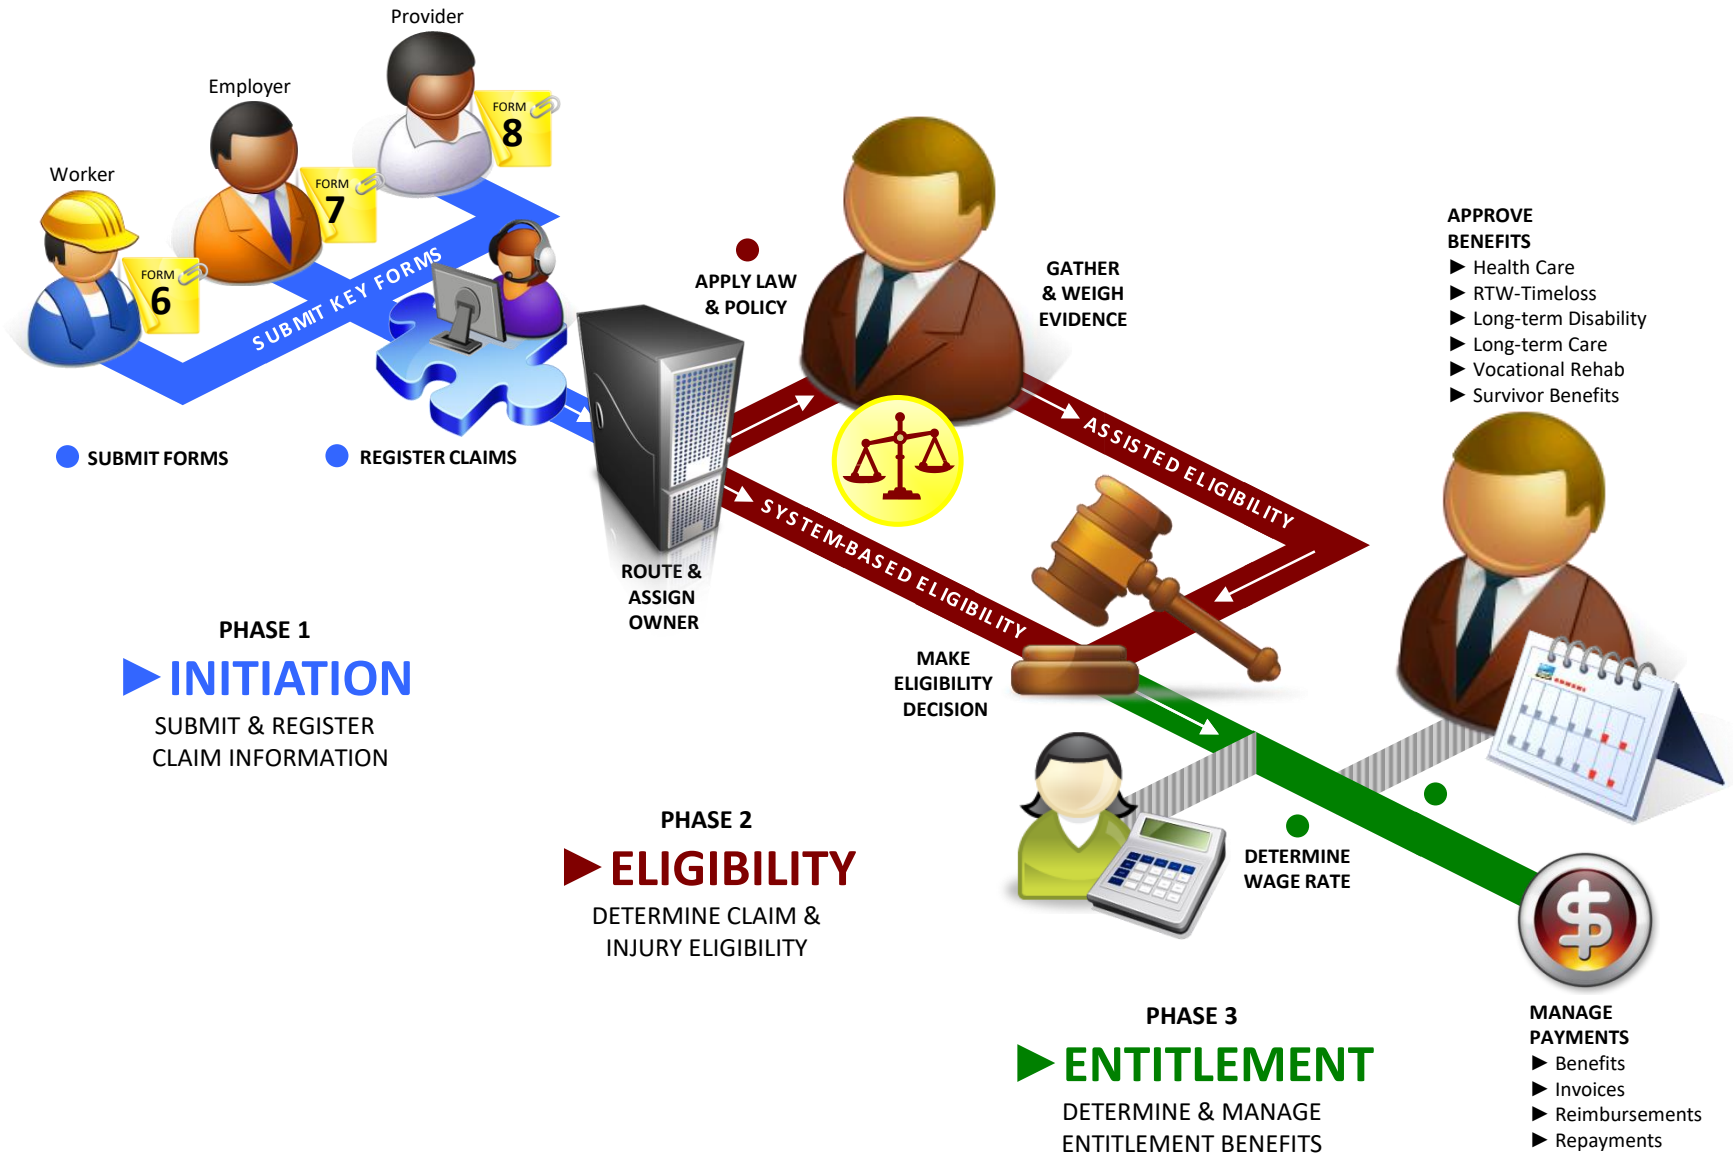 Provider
FORM
8
Employer
FORM
7
Worker
FORM
6
SUBMIT KEY FORMS
SUBMIT FORMS
REGISTER CLAIMS
ROUTE &
ASSIGN
OWNER
APPLY LAW
& POLICY
GATHER
& WEIGH
EVIDENCE
ASSISTED ELIGIBILITY
SYSTEM-BASED ELIGIBILITY
MAKE
ELIGIBILITY
DECISION
APPROVE
BENEFITS
► Health Care
► RTW-Timeloss
► Long-term Disability
► Long-term Care
► Vocational Rehab
► Survivor Benefits
DETERMINE
WAGE RATE
MANAGE
PAYMENTS
► Benefits
► Invoices
► Reimbursements
► Repayments
PHASE 1
►INITIATION
SUBMIT & REGISTER
CLAIM INFORMATION
PHASE 2
►ELIGIBILITY
DETERMINE CLAIM &
INJURY ELIGIBILITY
PHASE 3
►ENTITLEMENT
DETERMINE & MANAGE
ENTITLEMENT BENEFITS